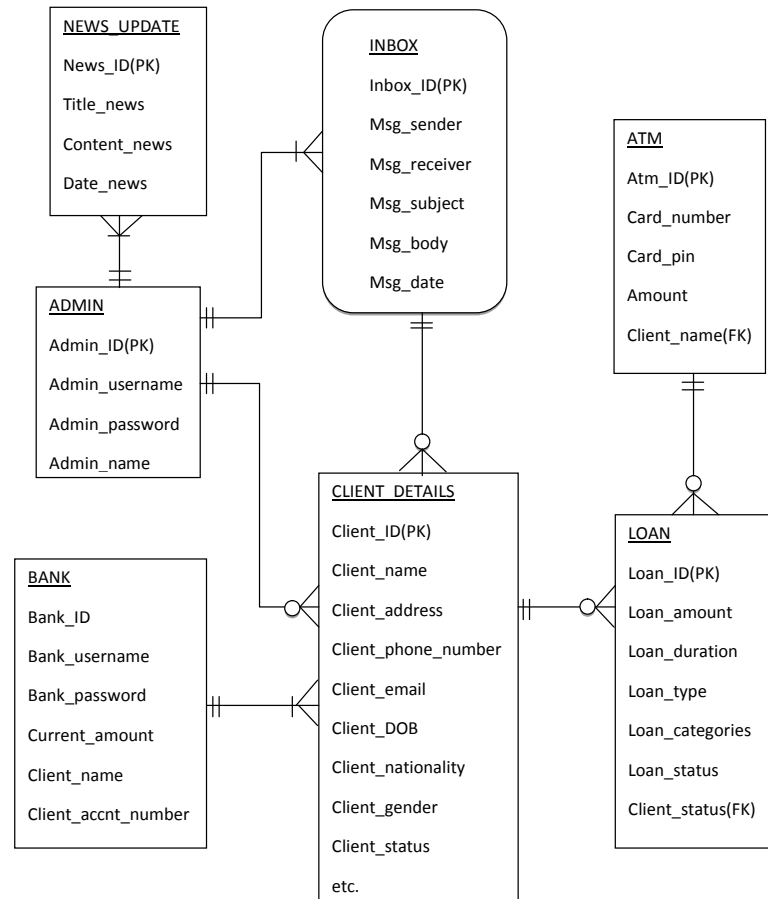 NEWS_UPDATE
News_ID(PK)
Title_news
Content_news
Date_news
INBOX
Inbox_ID(PK)
Msg_sender
Msg_receiver
Msg_subject
Msg_body
Msg_date
ATM
Atm_ID(PK)
Card_number
Card_pin
Amount
Client_name(FK)
ADMIN
Admin_ID(PK)
Admin_username
Admin_password
Admin_name
CLIENT_DETAILS
Client_ID(PK)
Client_name
Client_address
Client_phone_number
Client_email
Client_DOB
Client_nationality
Client_gender
Client_status
etc.
LOAN
Loan_ID(PK)
Loan_amount
Loan_duration
Loan_type
Loan_categories
Loan_status
Client_status(FK)
BANK
Bank_ID
Bank_username
Bank_password
Current_amount
Client_name
Client_accnt_number